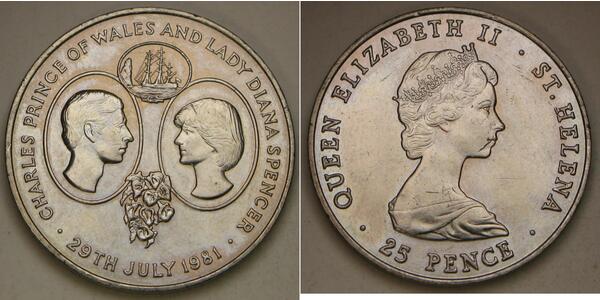 CHARLES PRINCE OF WALES AND LADY DIANA SPENCER
· 29TH JULY 1981 ·
QUEEN ELIZABETH II · ST. HELENA
· 25 PENCE ·